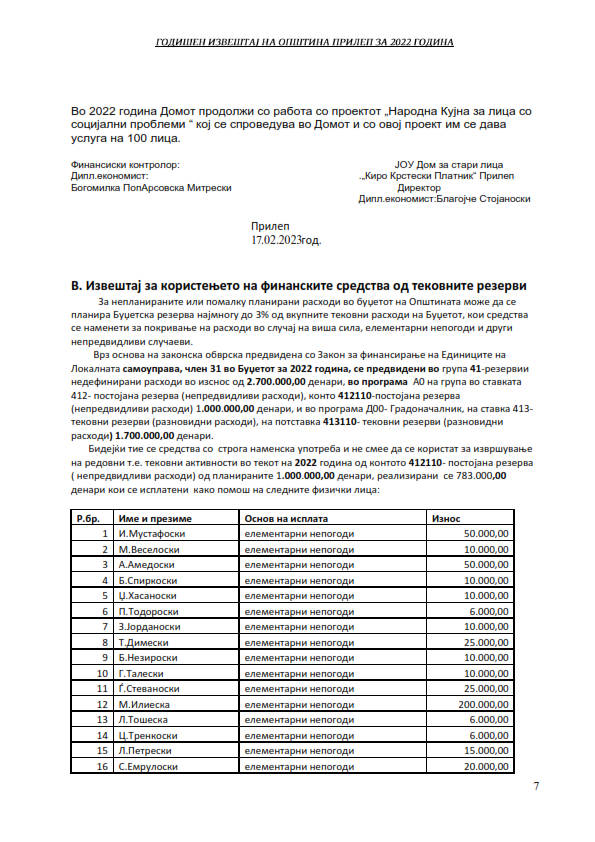 ГОДИШЕН ИЗВЕШТАЈ НА ОПШТИНА ПРИЛЕП ЗА 2022 ГОДИНА
Во 2022 година Домот продолжи со работа со проектот „Народна Кујна за лица со
социјални проблеми “ кој се спроведува во Домот и со овој проект им се дава
услуга на 100 лица.
Финансиски контролор: ЈОУ Дом за стари лица
Дипл.економист: .„Киро Крстески Платник“ Прилеп
Богомилка ПопАрсовска Митрески Директор
Дипл.економист:Благојче Стојаноски
Прилеп
17.02.2023год.
В. Извештај за користењето на финанските средства од тековните резерви
За непланираните или помалку планирани расходи во буџетот на Општината може да се
планира Буџетска резерва најмногу до 3% од вкупните тековни расходи на Буџетот, кои средства
се наменети за покривање на расходи во случај на виша сила, елементарни непогоди и други
непредвидливи случаеви.
Врз основа на законска обврска предвидена со Закон за финансирање на Единиците на
Локалната самоуправа, член 31 во Буџетот за 2022 година, се предвидени во група 41-резервии
недефинирани расходи во износ од 2.700.000,00 денари, во програма А0 на група во ставката
412- постојана резерва (непредвидливи расходи), конто 412110-постојана резерва
(непредвидливи расходи) 1.000.000,00 денари, и во програма Д00- Градоначалник, на ставка 413-
тековни резерви (разновидни расходи), на потставка 413110- тековни резерви (разновидни
расходи) 1.700.000,00 денари.
Бидејќи тие се средства со строга наменска употреба и не смее да се користат за извршување
на редовни т.е. тековни активности во текот на 2022 година од контото 412110- постојана резерва
( непредвидливи расходи) од планираните 1.000.000,00 денари, реализирани се 783.000,00
денари кои се исплатени како помош на следните физички лица:
Р.бр. Име и презиме Основ на исплата Износ
1 И.Мустафоски елементарни непогоди 50.000,00
2 М.Веселоски елементарни непогоди 10.000,00
3 А.Амедоски елементарни непогоди 50.000,00
4 Б.Спиркоски елементарни непогоди 10.000,00
5 Џ.Хасаноски елементарни непогоди 10.000,00
6 П.Тодороски елементарни непогоди 6.000,00
7 З.Јорданоски елементарни непогоди 10.000,00
8 Т.Димески елементарни непогоди 25.000,00
9 Б.Незироски елементарни непогоди 10.000,00
10 Г.Талески елементарни непогоди 10.000,00
11 Ѓ.Стеваноски елементарни непогоди 25.000,00
12 М.Илиеска елементарни непогоди 200.000,00
13 Л.Тошеска елементарни непогоди 6.000,00
14 Ц.Тренкоски елементарни непогоди 6.000,00
15 Л.Петрески елементарни непогоди 15.000,00
16 С.Емрулоски елементарни непогоди 20.000,00
7